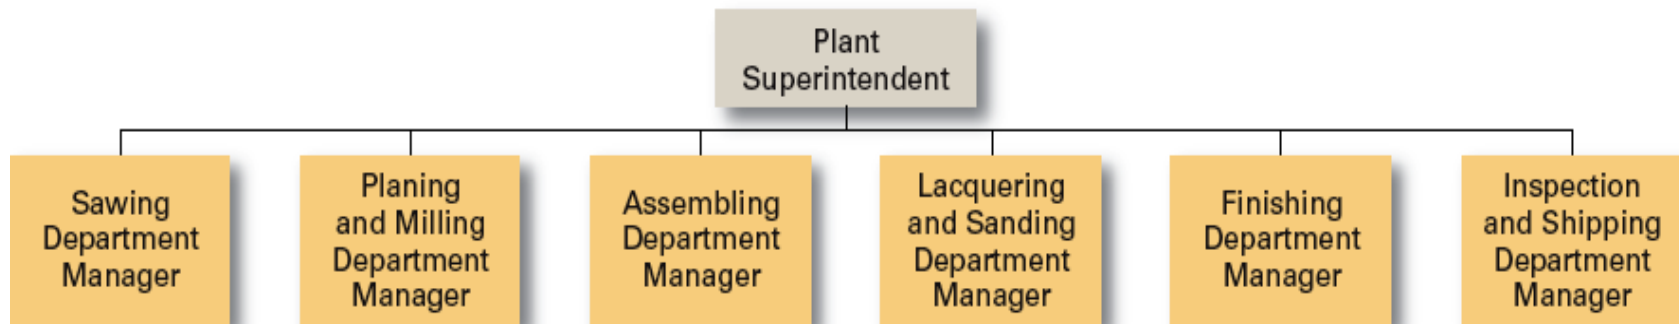 Plant
Superintendent
Sawing
Department
Manager
Planing
and Milling
Department
Manager
Assembling
Department
Manager
Lacquering
and Sanding
Department
Manager
Finishing
Department
Manager
Inspection
and Shipping
Department
Manager